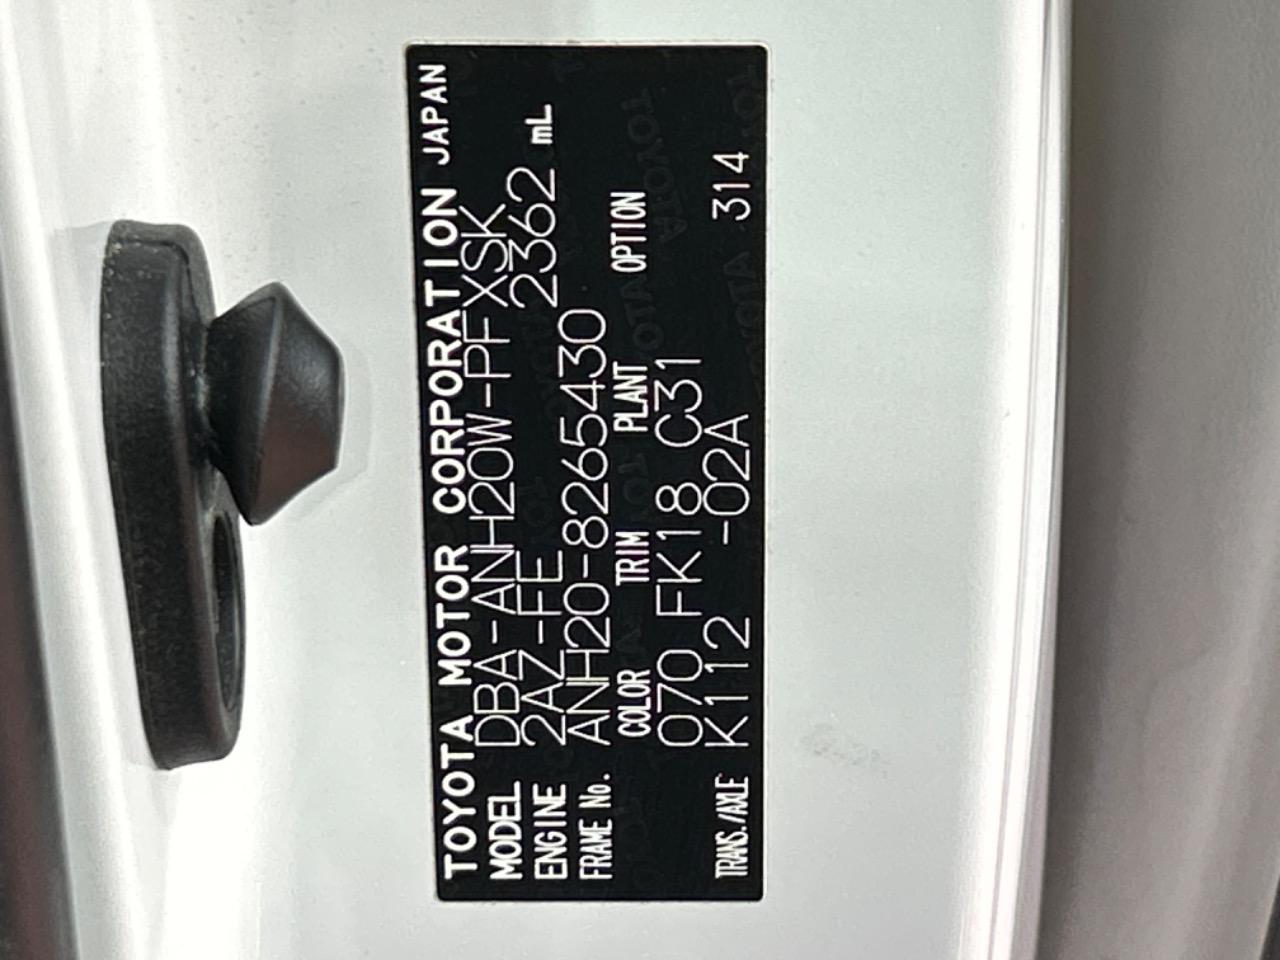 TOYOTA MOTOR CORPORATION JAPAN
MODEL DBA-ANH20W-PFXSK
ENGINE 2AZ-FE 2362 mL
FRAME No. ANH20-8265430
COLOR TRIM PLANT OPTION
070 FK18 C31
TRANS./AXLE K112 -02A 314